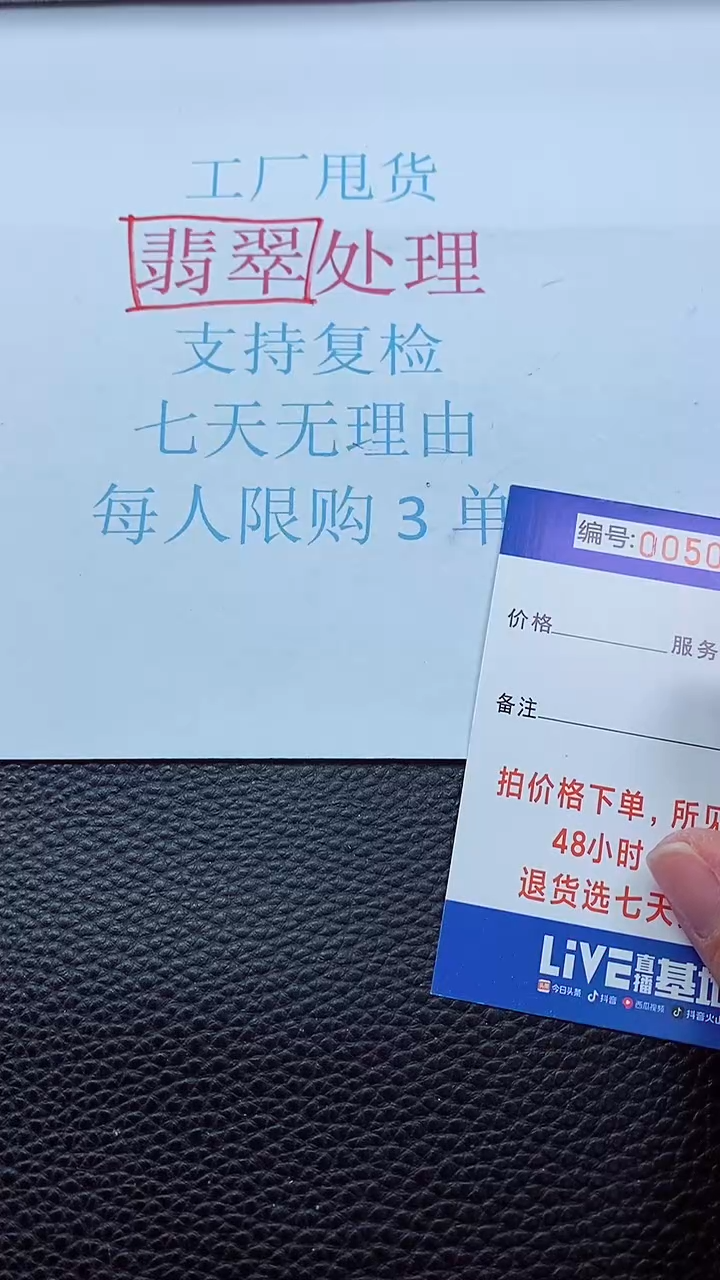 工厂甩货
翡翠处理
支持复检
七天无理由
每人限购 3 单
编号:0050
价格 服务
备注
拍价格下单，所见
48小时
退货选七天
LIVE直播基地
今日头条 抖音 西瓜视频 抖音火山